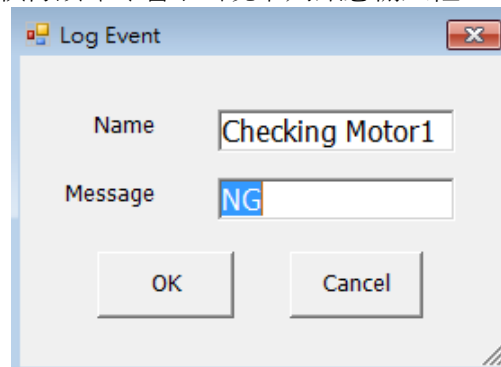 Log Event
Name
Checking Motor1
Message
NG
OK
Cancel